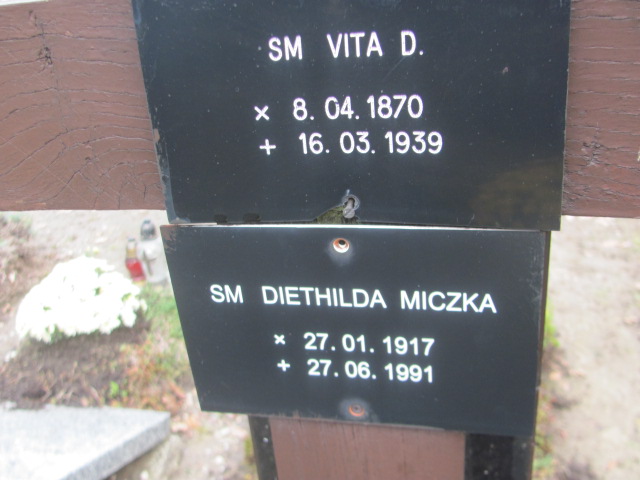 SM VITA D.
× 8.04.1870
+ 16.03.1939
SM DIETHILDA MICZKA
× 27.01.1917
+ 27.06.1991